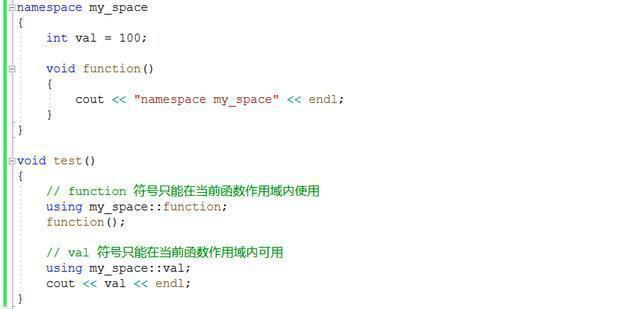 namespace my_space
{
    int val = 100;

    void function()
    {
        cout << "namespace my_space" << endl;
    }
}

void test()
{
    // function 符号只能在当前函数作用域内使用
    using my_space::function;
    function();

    // val 符号只能在当前函数作用域内可用
    using my_space::val;
    cout << val << endl;
}